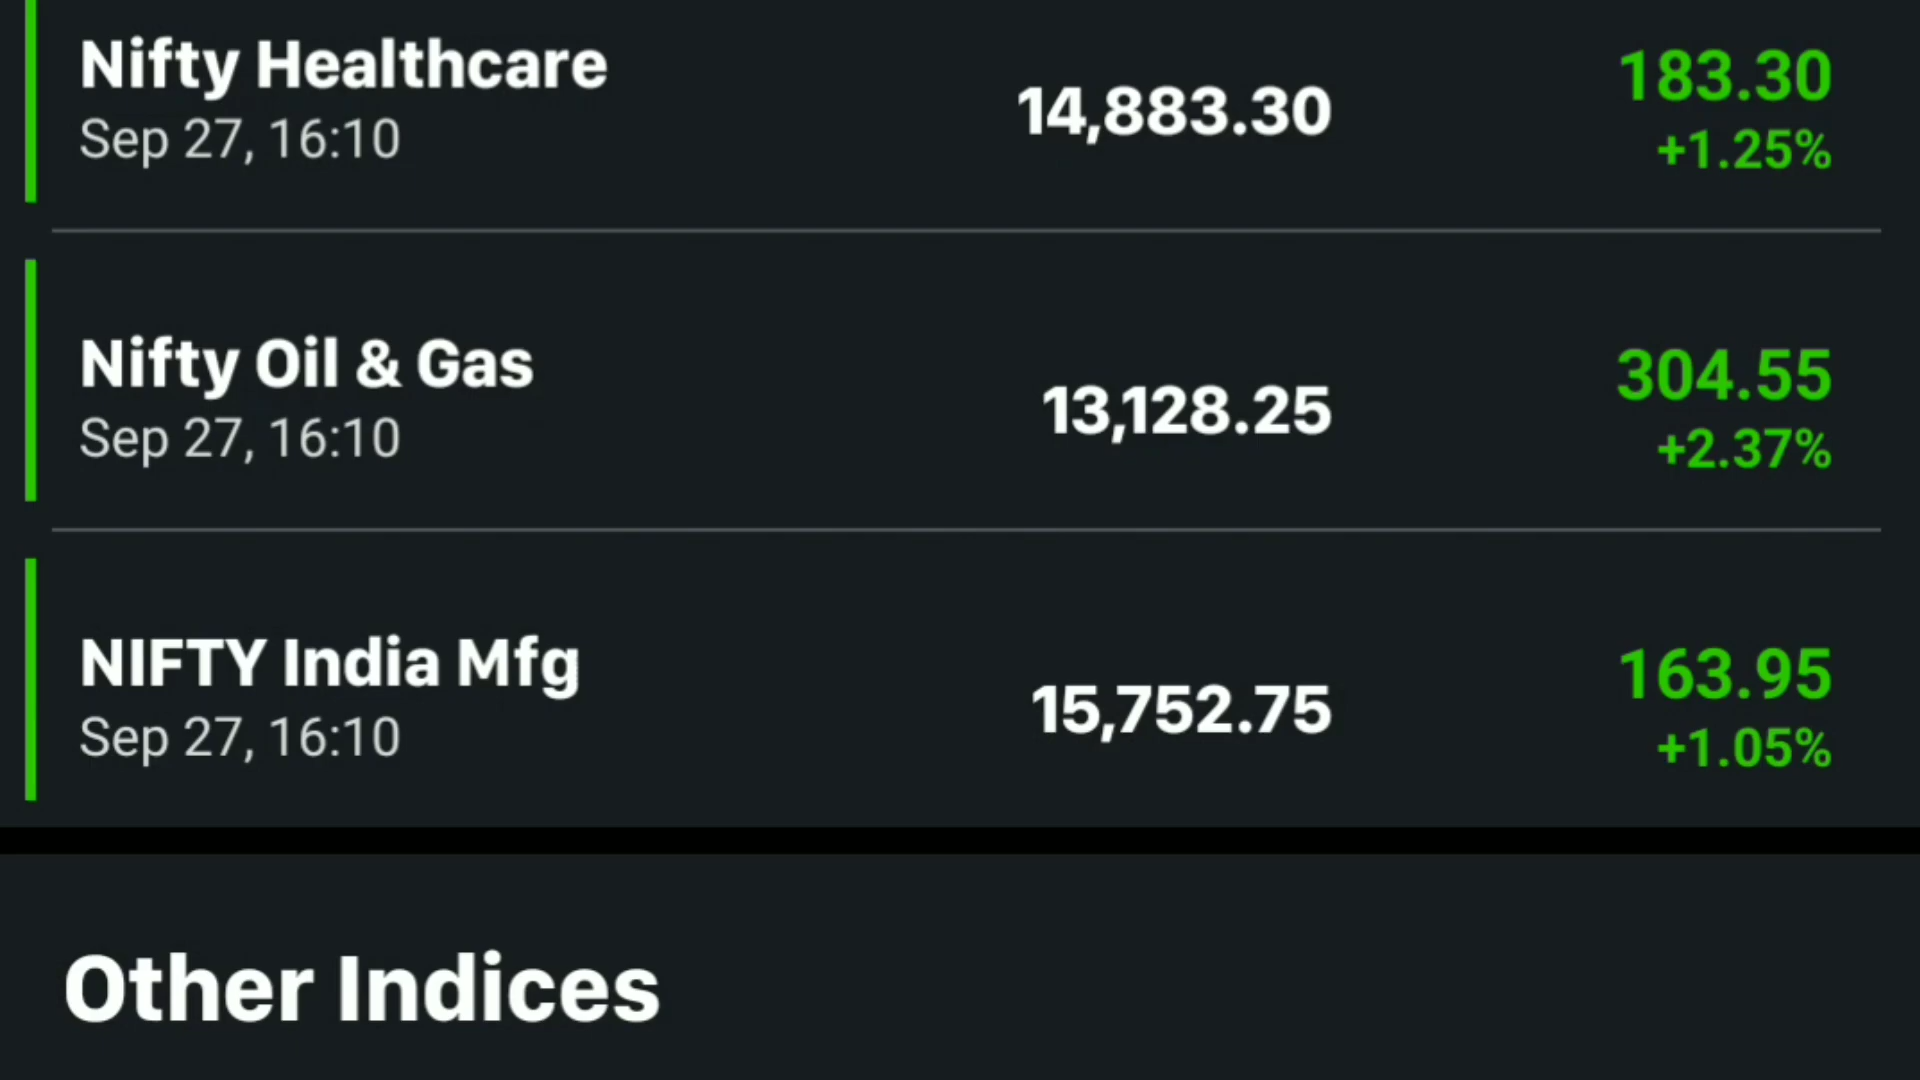 Nifty Healthcare
Sep 27, 16:10
14,883.30
183.30
+1.25%
Nifty Oil & Gas
Sep 27, 16:10
13,128.25
304.55
+2.37%
NIFTY India Mfg
Sep 27, 16:10
15,752.75
163.95
+1.05%
Other Indices